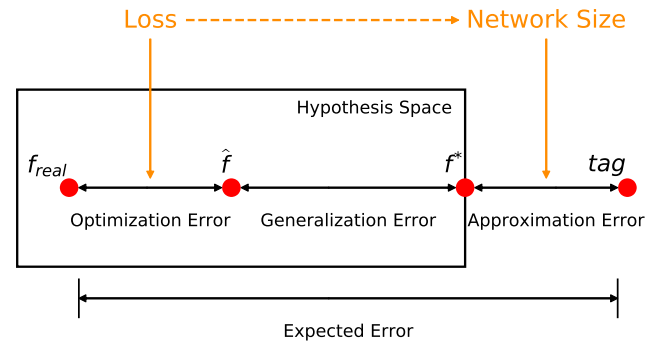 Loss
Network Size
Hypothesis Space
f_real
f̂
f*
tag
Optimization Error
Generalization Error
Approximation Error
Expected Error